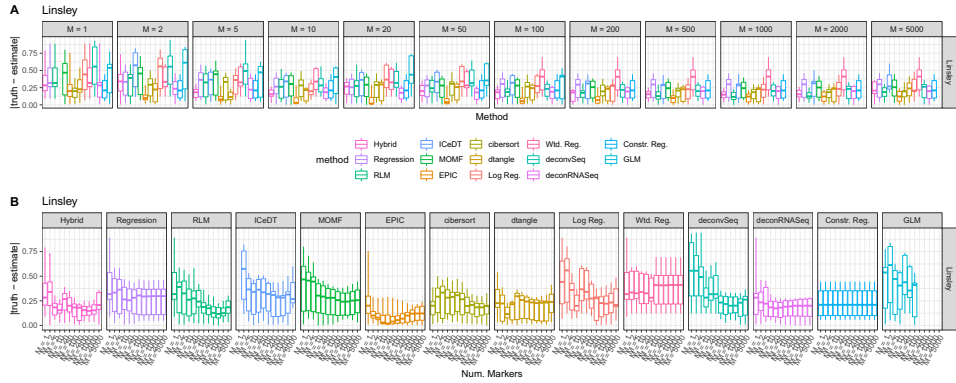 A
Linsley
M = 1
M = 2
M = 5
M = 10
M = 20
M = 50
M = 100
M = 200
M = 500
M = 1000
M = 2000
M = 5000
|truth − estimate|
0.75
0.50
0.25
0.00
Linsley
Method
method
Hybrid
ICeDT
cibersort
Wtd. Reg.
Constr. Reg.
Regression
MOMF
dtangle
deconvSeq
GLM
RLM
EPIC
Log Reg.
deconRNASeq
B
Linsley
Hybrid
Regression
RLM
ICeDT
MOMF
EPIC
cibersort
dtangle
Log Reg.
Wtd. Reg.
deconvSeq
deconRNASeq
Constr. Reg.
GLM
|truth − estimate|
0.75
0.50
0.25
0.00
Linsley
Num. Markers